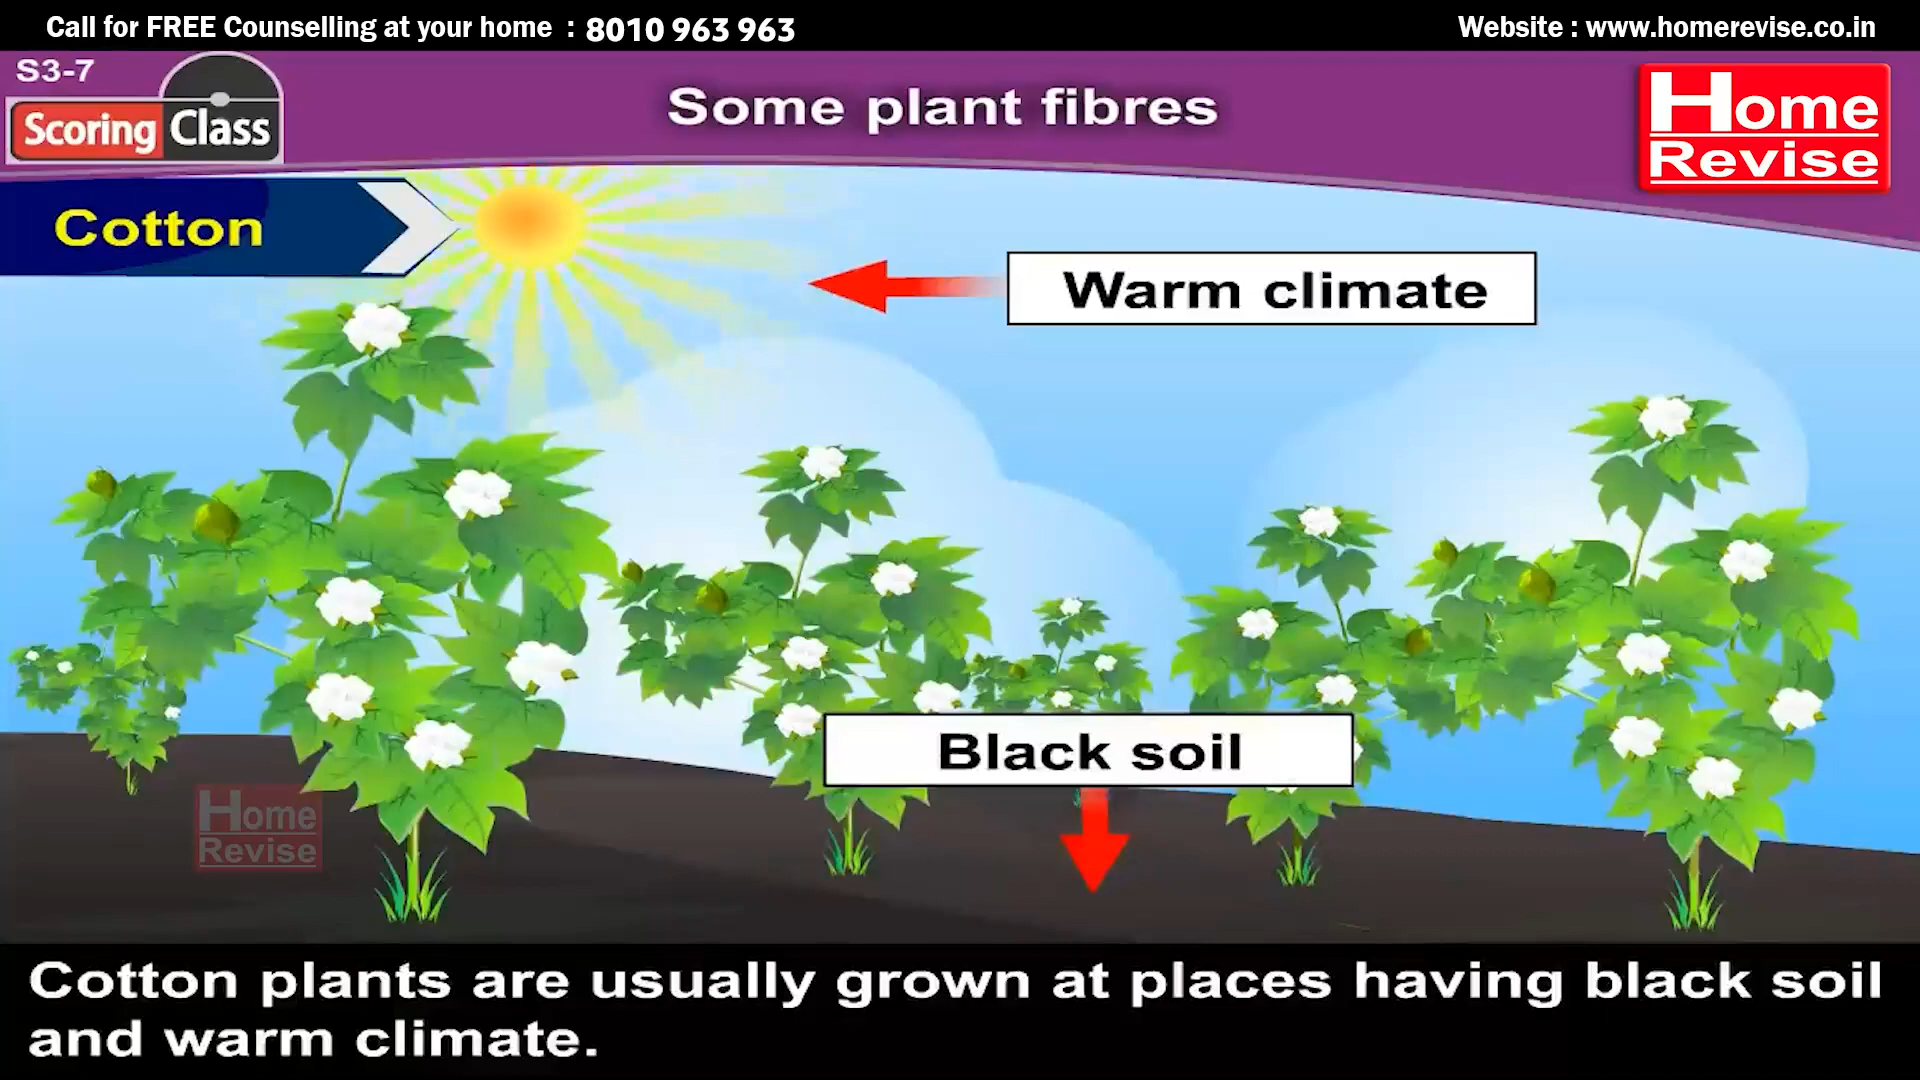 Call for FREE Counselling at your home : 8010 963 963
Website : www.homerevise.co.in
S3-7
Scoring Class
Some plant fibres
Home
Revise
Cotton
Warm climate
Black soil
Home
Revise
Cotton plants are usually grown at places having black soil
and warm climate.